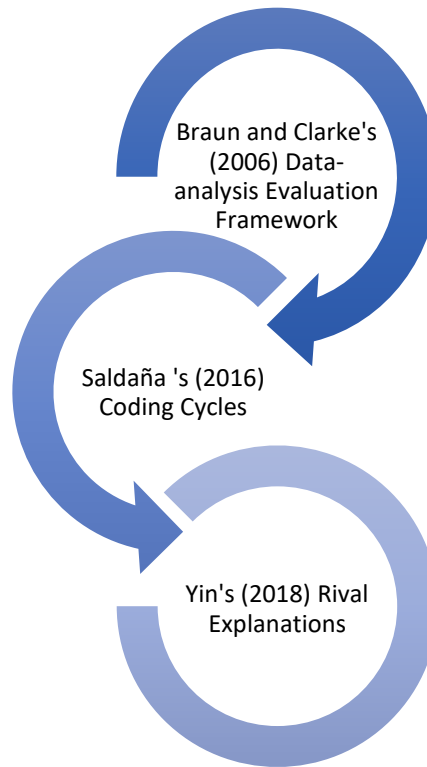 Braun and Clarke's
(2006) Data-
analysis Evaluation
Framework
Saldaña 's (2016)
Coding Cycles
Yin's (2018) Rival
Explanations